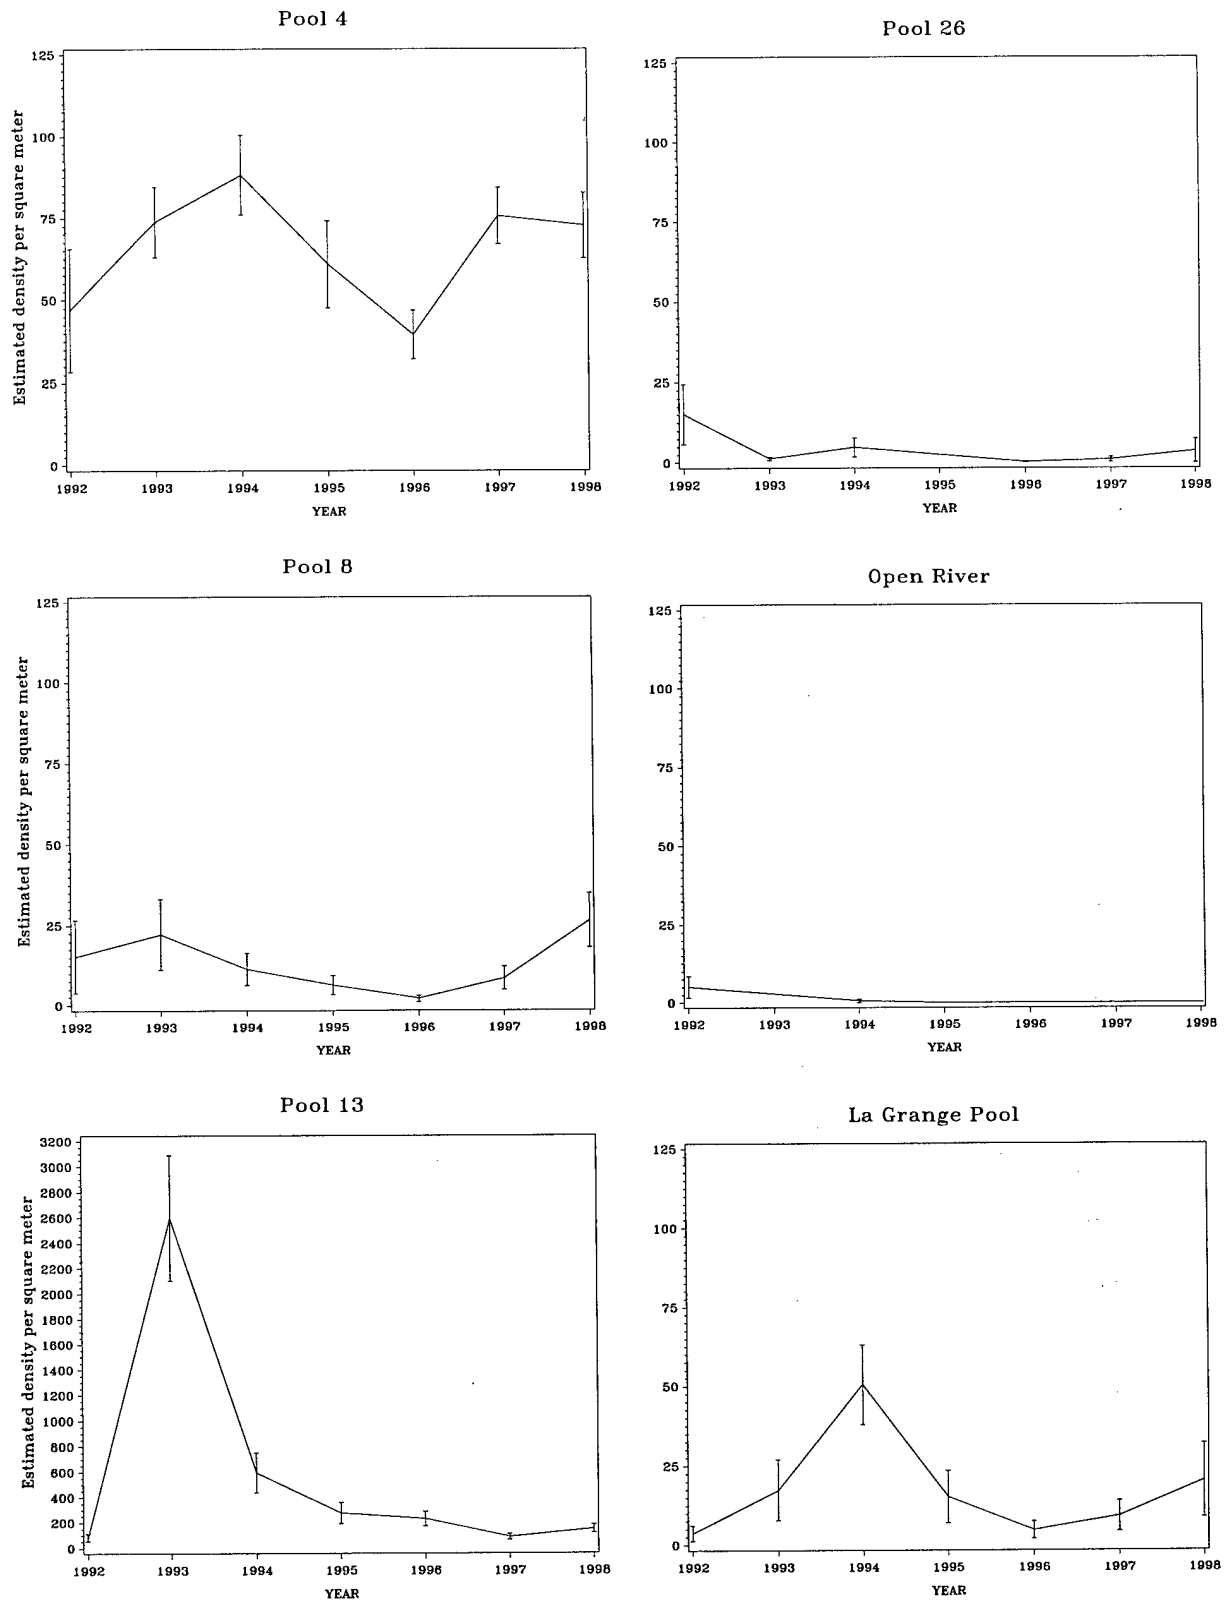 Pool 4
Estimated density per square meter
125
100
75
50
25
0
1992 1993 1994 1995 1996 1997 1998
YEAR
Pool 26
125
100
75
50
25
0
1992 1993 1994 1995 1996 1997 1998
YEAR
Pool 8
Estimated density per square meter
125
100
75
50
25
0
1992 1993 1994 1995 1996 1997 1998
YEAR
Open River
125
100
75
50
25
0
1992 1993 1994 1995 1996 1997 1998
YEAR
Pool 13
Estimated density per square meter
3200
3000
2800
2600
2400
2200
2000
1800
1600
1400
1200
1000
800
600
400
200
0
1992 1993 1994 1995 1996 1997 1998
YEAR
La Grange Pool
125
100
75
50
25
0
1992 1993 1994 1995 1996 1997 1998
YEAR